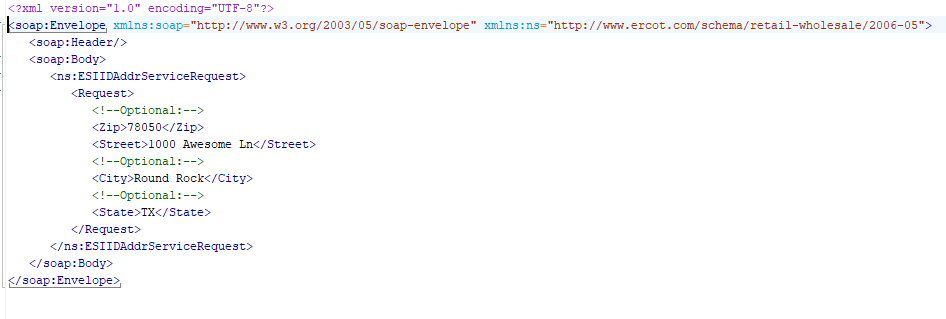 <?xml version="1.0" encoding="UTF-8"?>
<soap:Envelope xmlns:soap="http://www.w3.org/2003/05/soap-envelope" xmlns:ns="http://www.ercot.com/schema/retail-wholesale/2006-05">
<soap:Header/>
<soap:Body>
<ns:ESIIDAddrServiceRequest>
<Request>
<!--Optional:-->
<Zip>78050</Zip>
<Street>1000 Awesome Ln</Street>
<!--Optional:-->
<City>Round Rock</City>
<!--Optional:-->
<State>TX</State>
</Request>
</ns:ESIIDAddrServiceRequest>
</soap:Body>
</soap:Envelope>